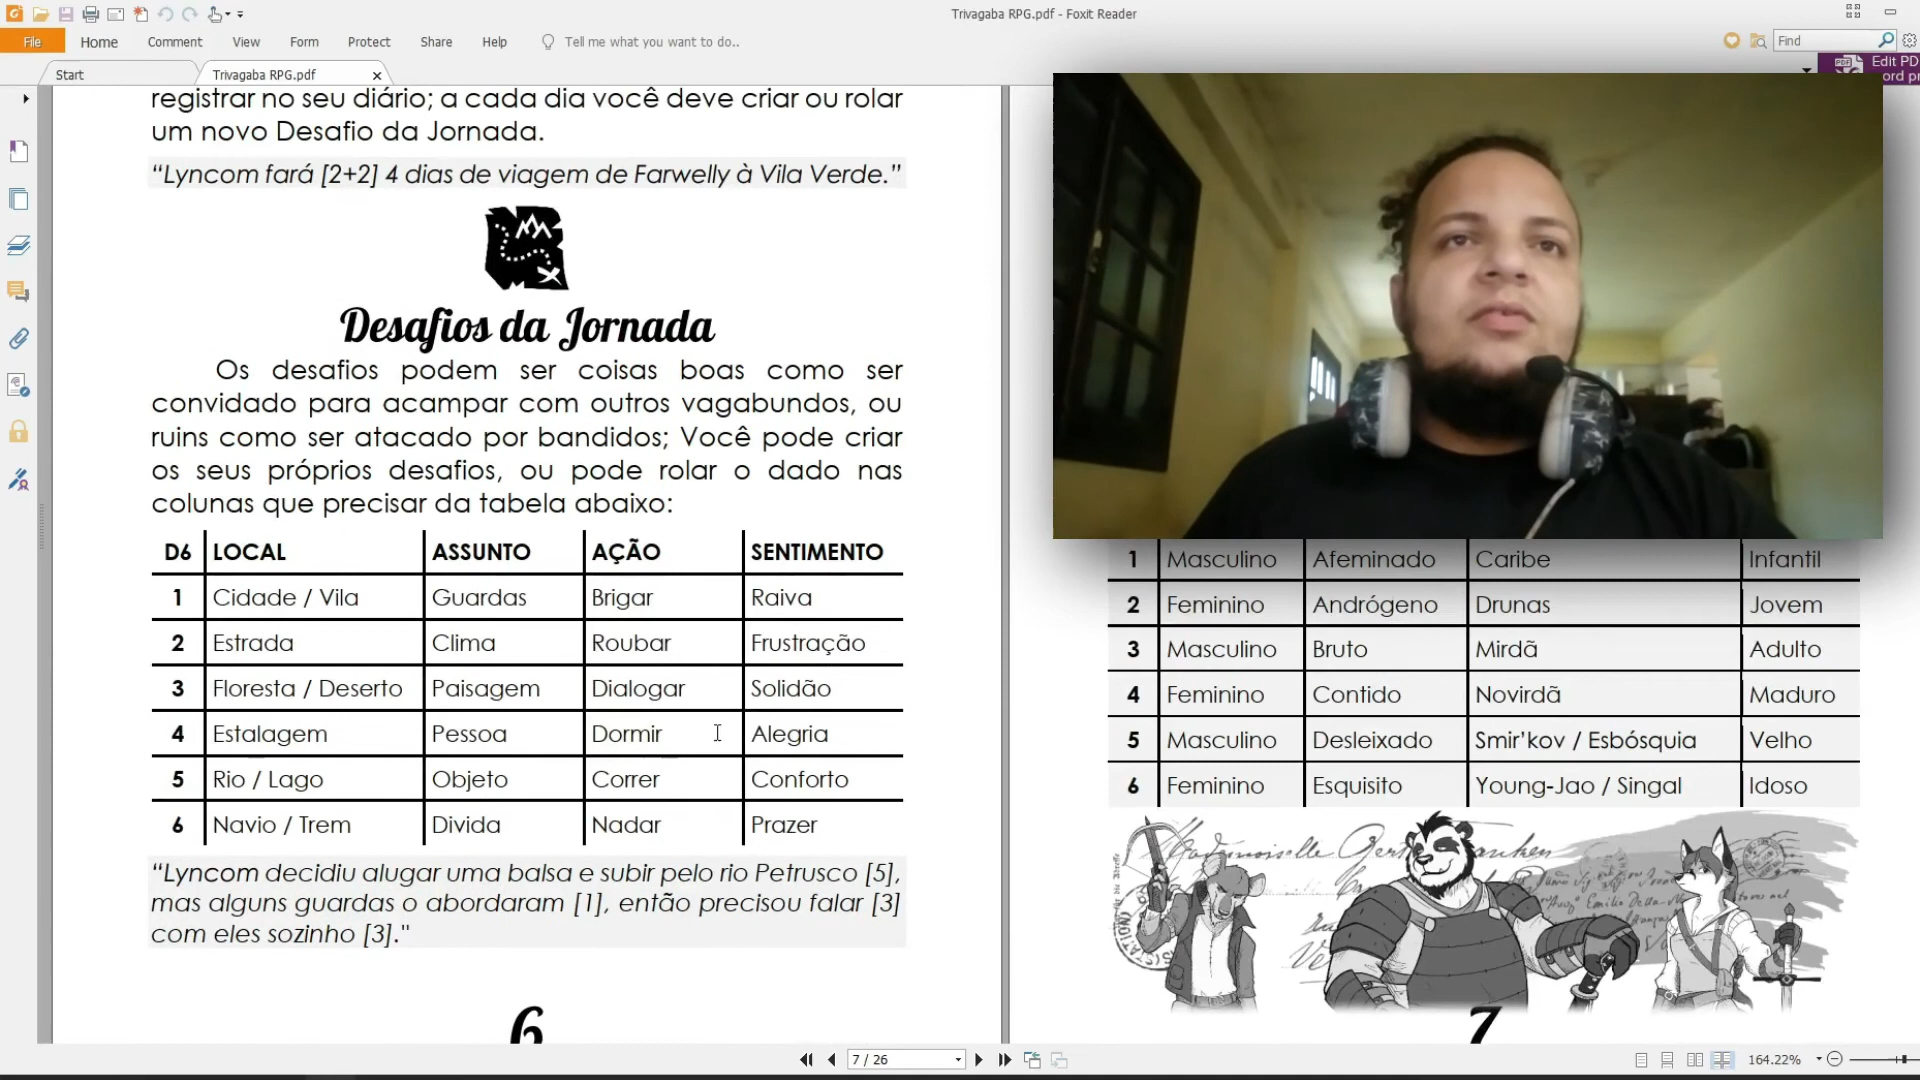 Trivagaba RPG.pdf - Foxit Reader
File Home Comment View Form Protect Share Help Tell me what you want to do..
Find
Start
Trivagaba RPG.pdf
Edit PD
ord pr
registrar no seu diário; a cada dia você deve criar ou rolar
um novo Desafio da Jornada.
“Lyncom fará [2+2] 4 dias de viagem de Farwelly à Vila Verde.”
Desafios da Jornada
Os desafios podem ser coisas boas como ser
convidado para acampar com outros vagabundos, ou
ruins como ser atacado por bandidos; Você pode criar
os seus próprios desafios, ou pode rolar o dado nas
colunas que precisar da tabela abaixo:
D6 LOCAL ASSUNTO AÇÃO SENTIMENTO
1 Cidade / Vila Guardas Brigar Raiva
2 Estrada Clima Roubar Frustração
3 Floresta / Deserto Paisagem Dialogar Solidão
4 Estalagem Pessoa Dormir Alegria
5 Rio / Lago Objeto Correr Conforto
6 Navio / Trem Divida Nadar Prazer
“Lyncom decidiu alugar uma balsa e subir pelo rio Petrusco [5],
mas alguns guardas o abordaram [1], então precisou falar [3]
com eles sozinho [3]."
6
1 Masculino Afeminado Caribe Infantil
2 Feminino Andrógeno Drunas Jovem
3 Masculino Bruto Mirdã Adulto
4 Feminino Contido Novirdã Maduro
5 Masculino Desleixado Smir’kov / Esbósquia Velho
6 Feminino Esquisito Young-Jao / Singal Idoso
7
7 / 26
164.22%